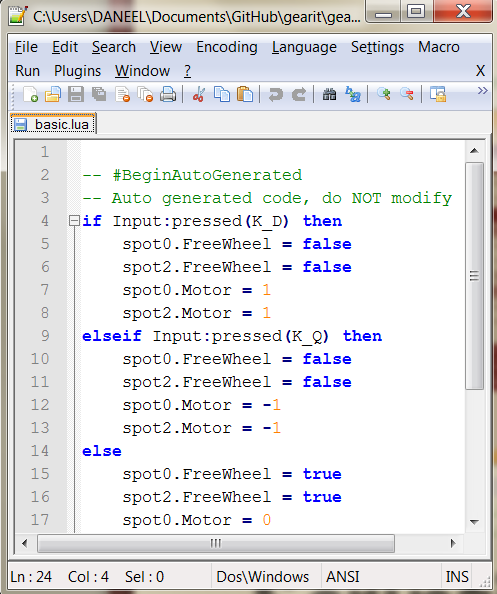 C:\Users\DANEEL\Documents\GitHub\gearit\gea...
File Edit Search View Encoding Language Settings Macro
Run Plugins Window ? X
basic.lua
1
2 -- #BeginAutoGenerated
3 -- Auto generated code, do NOT modify
4 if Input:pressed(K_D) then
5 spot0.FreeWheel = false
6 spot2.FreeWheel = false
7 spot0.Motor = 1
8 spot2.Motor = 1
9 elseif Input:pressed(K_Q) then
10 spot0.FreeWheel = false
11 spot2.FreeWheel = false
12 spot0.Motor = -1
13 spot2.Motor = -1
14 else
15 spot0.FreeWheel = true
16 spot2.FreeWheel = true
17 spot0.Motor = 0
Ln : 24 Col : 4 Sel : 0 Dos\Windows ANSI INS